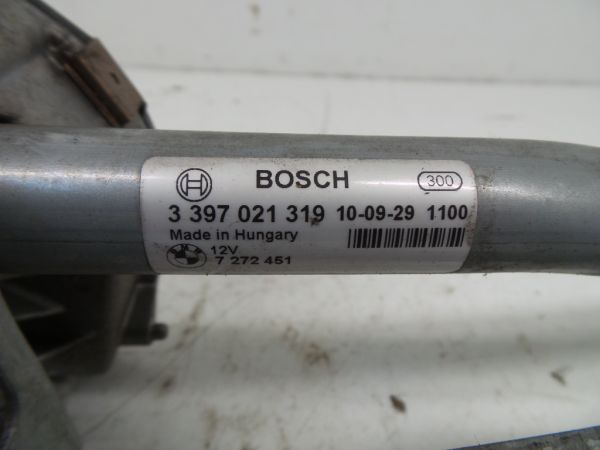 BOSCH 300
3 397 021 319 10-09-29 1100
Made in Hungary
12V
7 272 451